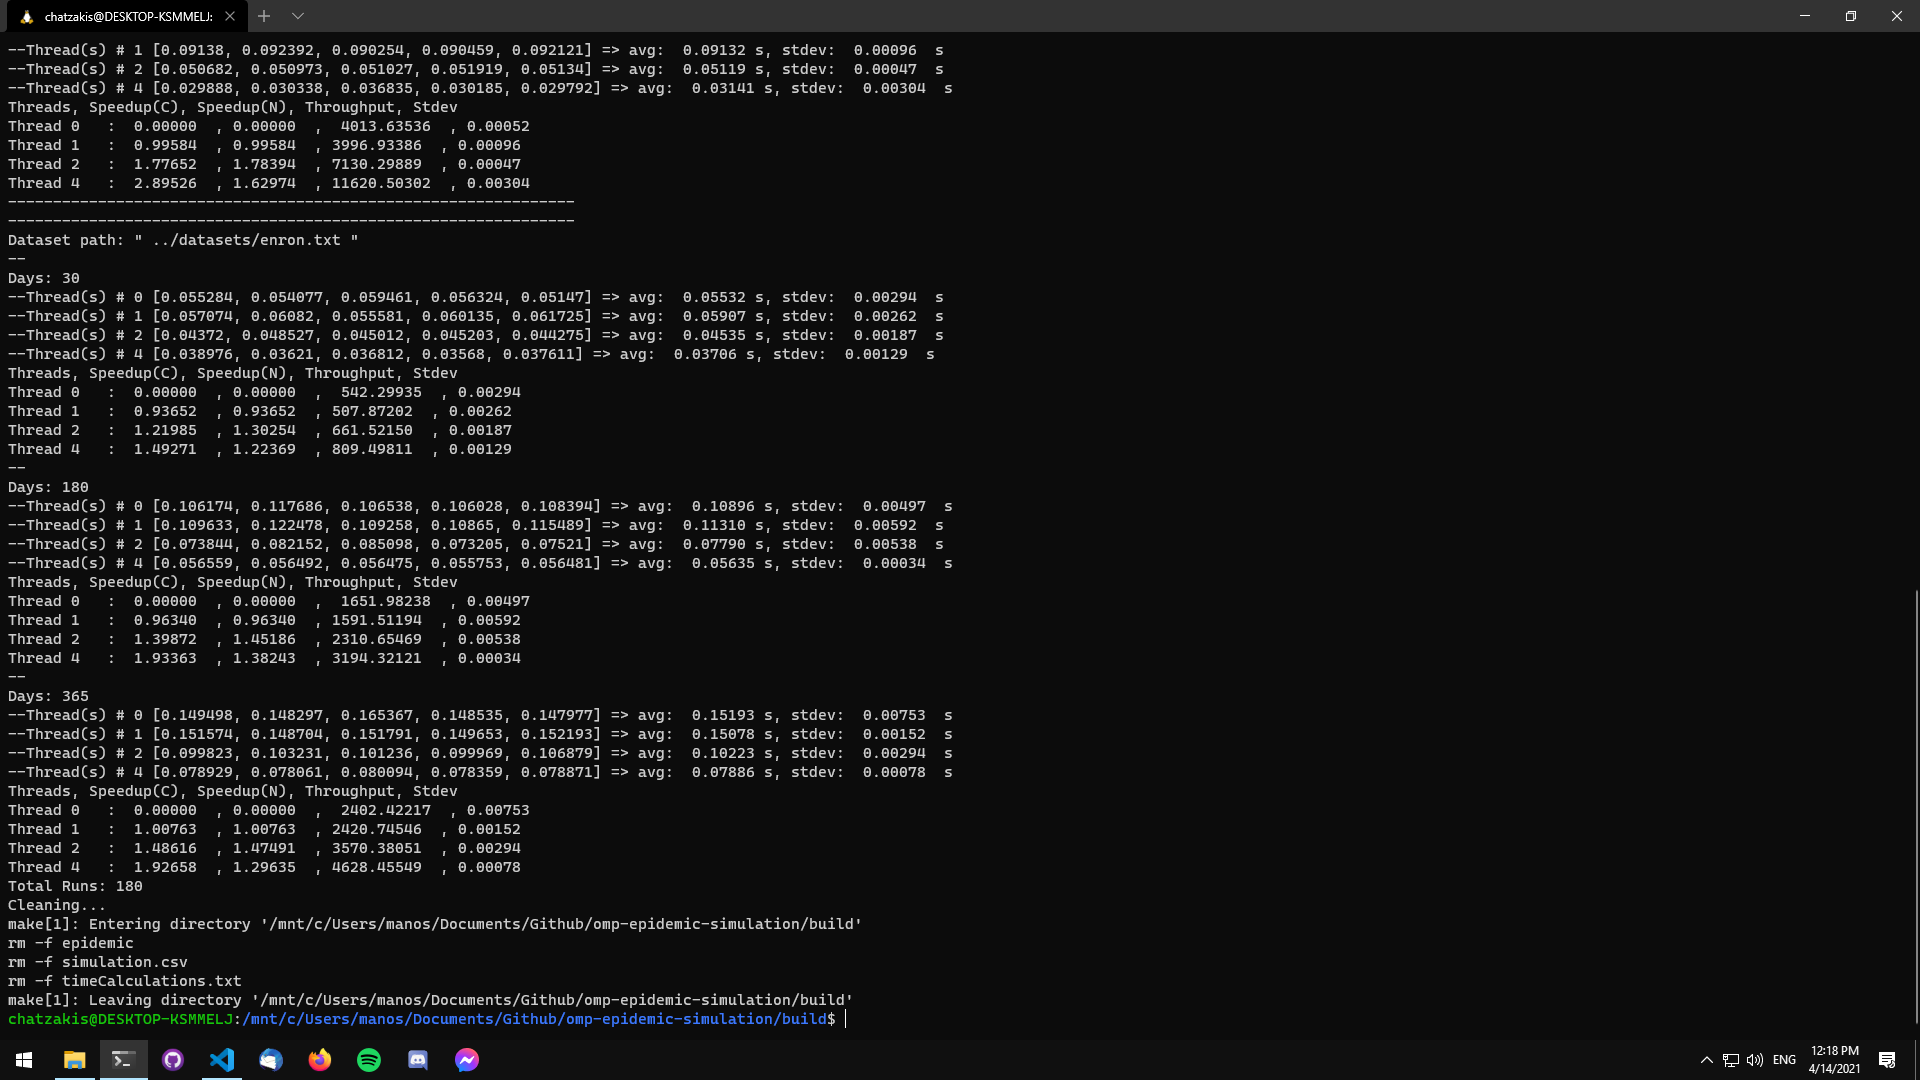 chatzakis@DESKTOP-KSMMELJ:
--Thread(s) # 1 [0.09138, 0.092392, 0.090254, 0.090459, 0.092121] => avg:  0.09132 s, stdev:  0.00096  s
--Thread(s) # 2 [0.050682, 0.050973, 0.051027, 0.051919, 0.05134] => avg:  0.05119 s, stdev:  0.00047  s
--Thread(s) # 4 [0.029888, 0.030338, 0.036835, 0.030185, 0.029792] => avg:  0.03141 s, stdev:  0.00304  s
Threads, Speedup(C), Speedup(N), Throughput, Stdev
Thread 0   :  0.00000  , 0.00000  ,  4013.63536  , 0.00052
Thread 1   :  0.99584  , 0.99584  , 3996.93386  , 0.00096
Thread 2   :  1.77652  , 1.78394  , 7130.29889  , 0.00047
Thread 4   :  2.89526  , 1.62974  , 11620.50302  , 0.00304
---------------------------------------------------------------
---------------------------------------------------------------
Dataset path: " ../datasets/enron.txt "
--
Days: 30
--Thread(s) # 0 [0.055284, 0.054077, 0.059461, 0.056324, 0.05147] => avg:  0.05532 s, stdev:  0.00294  s
--Thread(s) # 1 [0.057074, 0.06082, 0.055581, 0.060135, 0.061725] => avg:  0.05907 s, stdev:  0.00262  s
--Thread(s) # 2 [0.04372, 0.048527, 0.045012, 0.045203, 0.044275] => avg:  0.04535 s, stdev:  0.00187  s
--Thread(s) # 4 [0.038976, 0.03621, 0.036812, 0.03568, 0.037611] => avg:  0.03706 s, stdev:  0.00129  s
Threads, Speedup(C), Speedup(N), Throughput, Stdev
Thread 0   :  0.00000  , 0.00000  ,  542.29935  , 0.00294
Thread 1   :  0.93652  , 0.93652  , 507.87202  , 0.00262
Thread 2   :  1.21985  , 1.30254  , 661.52150  , 0.00187
Thread 4   :  1.49271  , 1.22369  , 809.49811  , 0.00129
--
Days: 180
--Thread(s) # 0 [0.106174, 0.117686, 0.106538, 0.106028, 0.108394] => avg:  0.10896 s, stdev:  0.00497  s
--Thread(s) # 1 [0.109633, 0.122478, 0.109258, 0.10865, 0.115489] => avg:  0.11310 s, stdev:  0.00592  s
--Thread(s) # 2 [0.073844, 0.082152, 0.085098, 0.073205, 0.07521] => avg:  0.07790 s, stdev:  0.00538  s
--Thread(s) # 4 [0.056559, 0.056492, 0.056475, 0.055753, 0.056481] => avg:  0.05635 s, stdev:  0.00034  s
Threads, Speedup(C), Speedup(N), Throughput, Stdev
Thread 0   :  0.00000  , 0.00000  ,  1651.98238  , 0.00497
Thread 1   :  0.96340  , 0.96340  , 1591.51194  , 0.00592
Thread 2   :  1.39872  , 1.45186  , 2310.65469  , 0.00538
Thread 4   :  1.93363  , 1.38243  , 3194.32121  , 0.00034
--
Days: 365
--Thread(s) # 0 [0.149498, 0.148297, 0.165367, 0.148535, 0.147977] => avg:  0.15193 s, stdev:  0.00753  s
--Thread(s) # 1 [0.151574, 0.148704, 0.151791, 0.149653, 0.152193] => avg:  0.15078 s, stdev:  0.00152  s
--Thread(s) # 2 [0.099823, 0.103231, 0.101236, 0.099969, 0.106879] => avg:  0.10223 s, stdev:  0.00294  s
--Thread(s) # 4 [0.078929, 0.078061, 0.080094, 0.078359, 0.078871] => avg:  0.07886 s, stdev:  0.00078  s
Threads, Speedup(C), Speedup(N), Throughput, Stdev
Thread 0   :  0.00000  , 0.00000  ,  2402.42217  , 0.00753
Thread 1   :  1.00763  , 1.00763  , 2420.74546  , 0.00152
Thread 2   :  1.48616  , 1.47491  , 3570.38051  , 0.00294
Thread 4   :  1.92658  , 1.29635  , 4628.45549  , 0.00078
Total Runs: 180
Cleaning...
make[1]: Entering directory '/mnt/c/Users/manos/Documents/Github/omp-epidemic-simulation/build'
rm -f epidemic
rm -f simulation.csv
rm -f timeCalculations.txt
make[1]: Leaving directory '/mnt/c/Users/manos/Documents/Github/omp-epidemic-simulation/build'
chatzakis@DESKTOP-KSMMELJ:/mnt/c/Users/manos/Documents/Github/omp-epidemic-simulation/build$
ENG
12:18 PM
4/14/2021